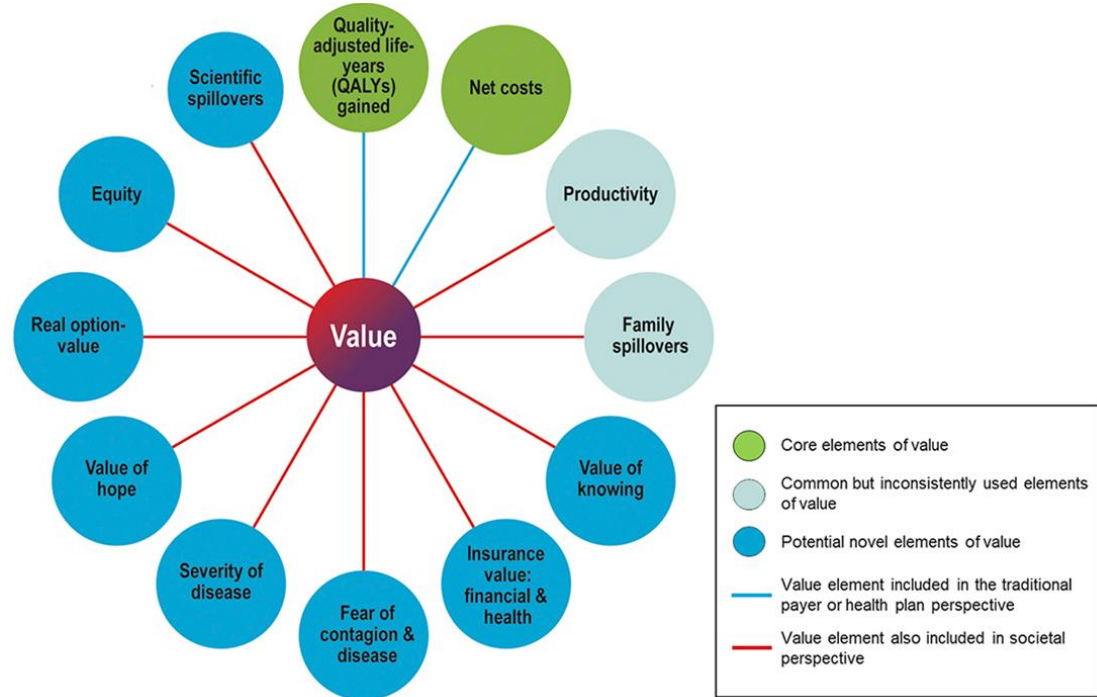 Quality-
adjusted life-
years
(QALYs)
gained
Net costs
Productivity
Family
spillovers
Value of
knowing
Insurance
value:
financial &
health
Fear of
contagion &
disease
Severity of
disease
Value of
hope
Real option-
value
Equity
Scientific
spillovers
Value
Core elements of value
Common but inconsistently used elements
of value
Potential novel elements of value
Value element included in the traditional
payer or health plan perspective
Value element also included in societal
perspective